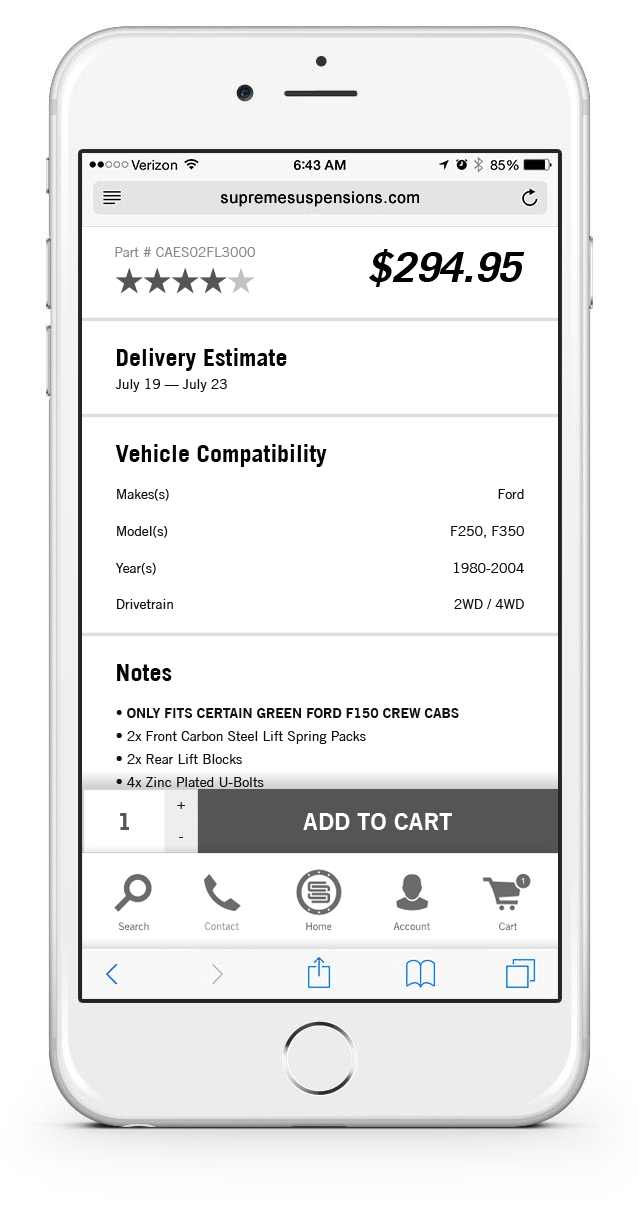 Verizon 6:43 AM 85%
supremesuspensions.com
Part # CAES02FL3000
$294.95
Delivery Estimate
July 19 — July 23
Vehicle Compatibility
Makes(s) Ford
Model(s) F250, F350
Year(s) 1980-2004
Drivetrain 2WD / 4WD
Notes
• ONLY FITS CERTAIN GREEN FORD F150 CREW CABS
• 2x Front Carbon Steel Lift Spring Packs
• 2x Rear Lift Blocks
• 4x Zinc Plated U-Bolts
1 + - ADD TO CART
1
Search Contact Home Account Cart